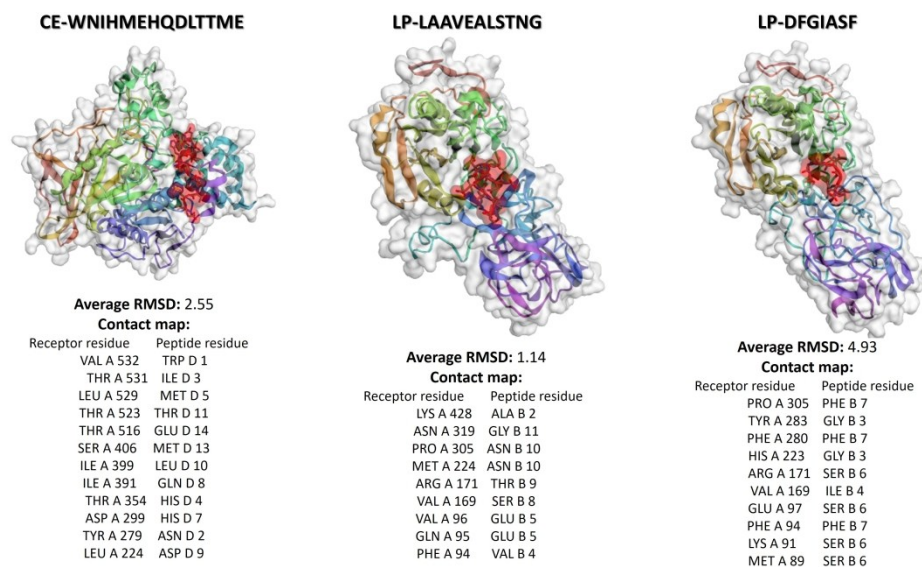 CE-WNIHMEHQDLTTME
Average RMSD: 2.55
Contact map:
Receptor residue Peptide residue
VAL A 532 TRP D 1
THR A 531 ILE D 3
LEU A 529 MET D 5
THR A 523 THR D 11
THR A 516 GLU D 14
SER A 406 MET D 13
ILE A 399 LEU D 10
ILE A 391 GLN D 8
THR A 354 HIS D 4
ASP A 299 HIS D 7
TYR A 279 ASN D 2
LEU A 224 ASP D 9
LP-LAAVEALSTNG
Average RMSD: 1.14
Contact map:
Receptor residue Peptide residue
LYS A 428 ALA B 2
ASN A 319 GLY B 11
PRO A 305 ASN B 10
MET A 224 ASN B 10
ARG A 171 THR B 9
VAL A 169 SER B 8
VAL A 96 GLU B 5
GLN A 95 GLU B 5
PHE A 94 VAL B 4
LP-DFGIASF
Average RMSD: 4.93
Contact map:
Receptor residue Peptide residue
PRO A 305 PHE B 7
TYR A 283 GLY B 3
PHE A 280 PHE B 7
HIS A 223 GLY B 3
ARG A 171 SER B 6
VAL A 169 ILE B 4
GLU A 97 SER B 6
PHE A 94 PHE B 7
LYS A 91 SER B 6
MET A 89 SER B 6